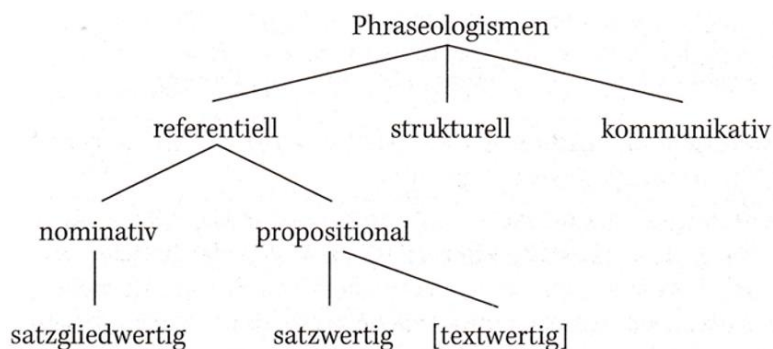 Phraseologismen
referentiell strukturell kommunikativ
nominativ propositional
satzgliedwertig satzwertig [textwertig]